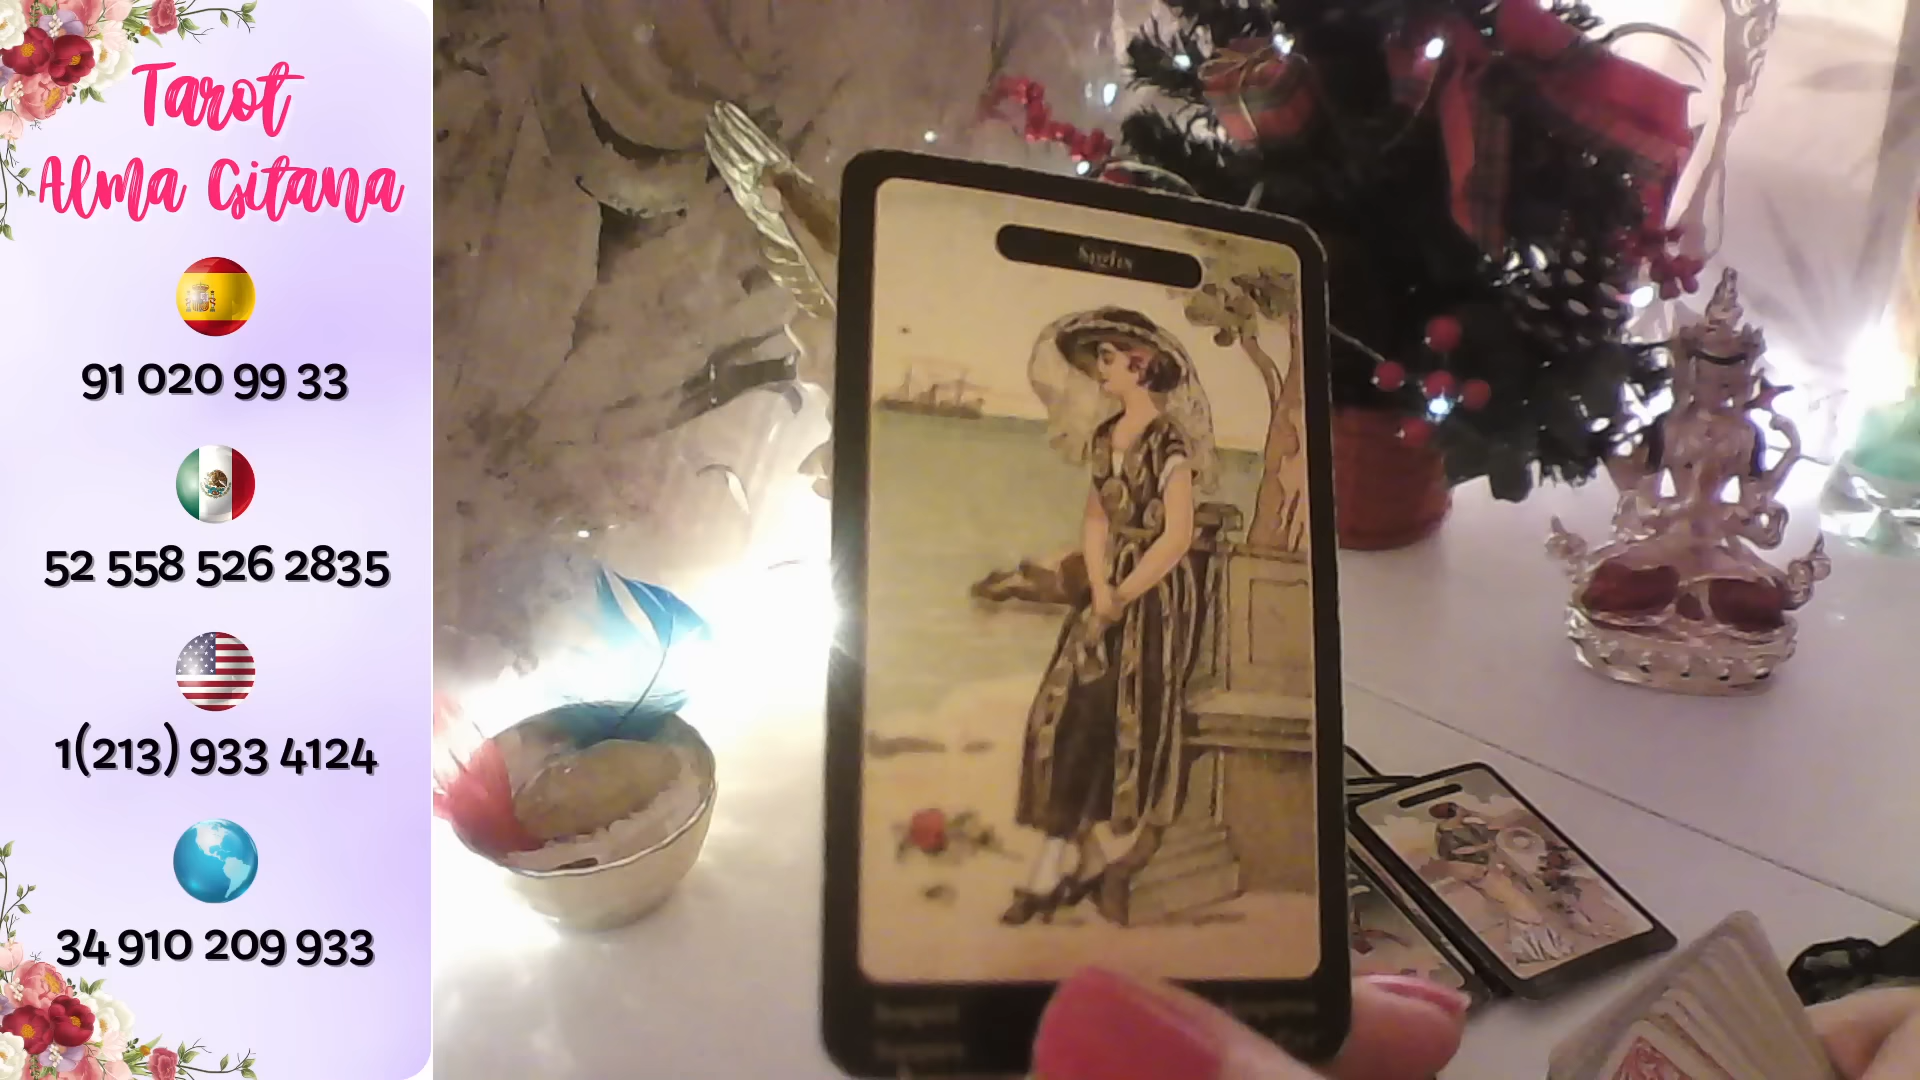 Tarot
Alma Gitana
91 020 99 33
52 558 526 2835
1(213) 933 4124
34 910 209 933
Sighs